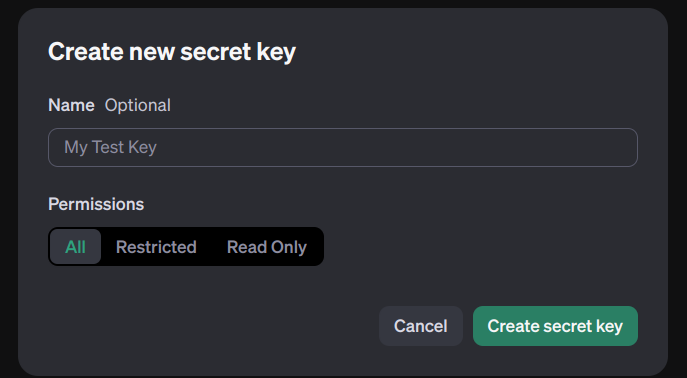 Create new secret key
Name Optional
My Test Key
Permissions
All Restricted Read Only
Cancel Create secret key